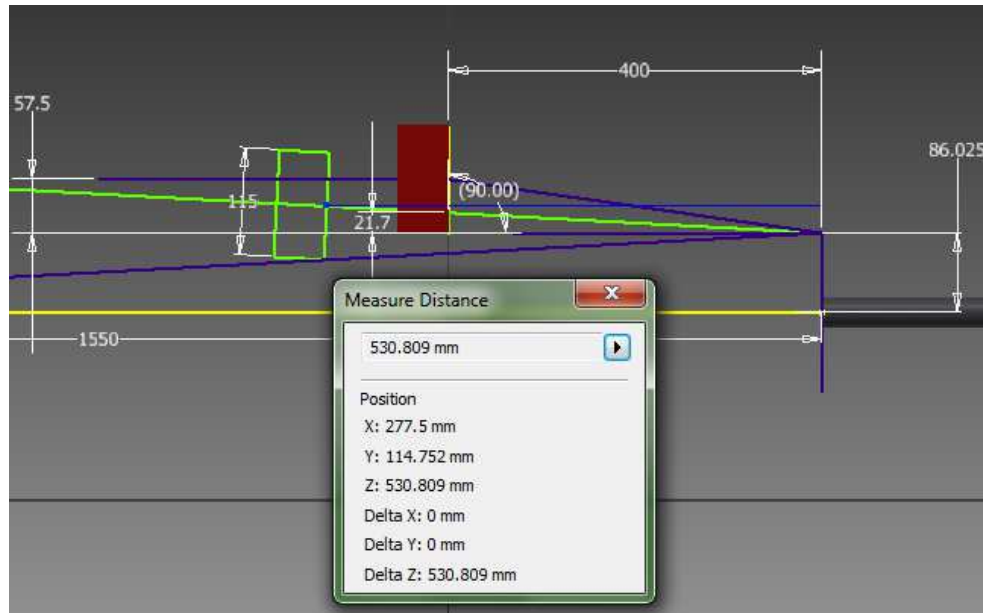 400
57.5
86.025
(90.00)
115
21.7
1550
Measure Distance
530.809 mm
Position
X: 277.5 mm
Y: 114.752 mm
Z: 530.809 mm
Delta X: 0 mm
Delta Y: 0 mm
Delta Z: 530.809 mm